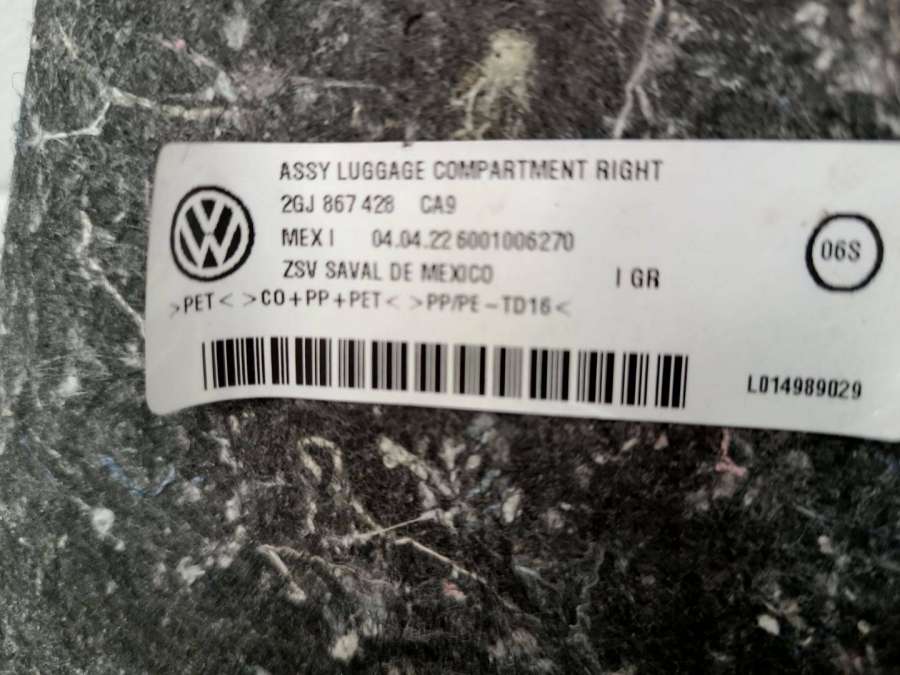 ASSY LUGGAGE COMPARTMENT RIGHT
2GJ 867 428 CA9
MEX I 04.04.22 6001006270
ZSV SAVAL DE MEXICO I GR
06S
>PET< >CO+PP+PET< >PP/PE-TD16<
L014989029